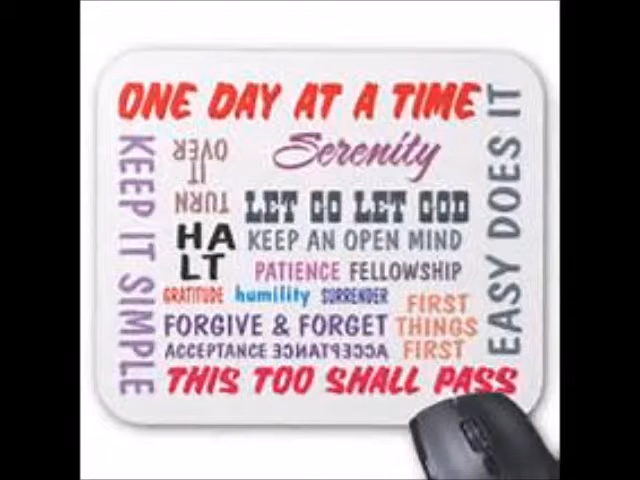 ONE DAY AT A TIME
EASY DOES IT
KEEP IT SIMPLE
TURN
IT
OVER
Serenity
LET GO LET GOD
HALT
KEEP AN OPEN MIND
PATIENCE FELLOWSHIP
GRATITUDE humility SURRENDER
FIRST
THINGS
FIRST
FORGIVE & FORGET
ACCEPTANCE ACCEPTANCE
THIS TOO SHALL PASS